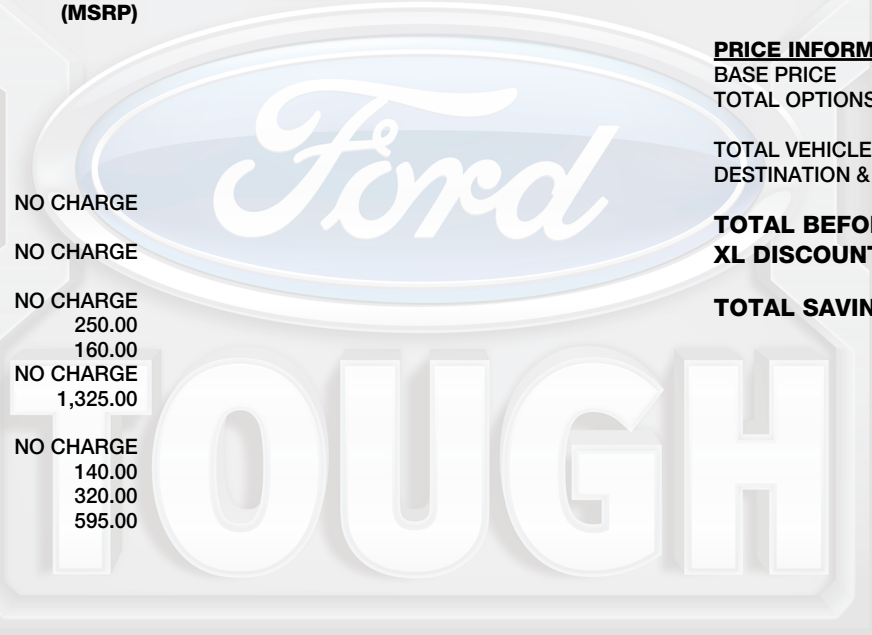 (MSRP)
NO CHARGE
NO CHARGE
NO CHARGE
250.00
160.00
NO CHARGE
1,325.00
NO CHARGE
140.00
320.00
595.00
PRICE INFORM
BASE PRICE
TOTAL OPTIONS
TOTAL VEHICLE
DESTINATION &
TOTAL BEFO
XL DISCOUNT
TOTAL SAVIN
Ford
TOUGH